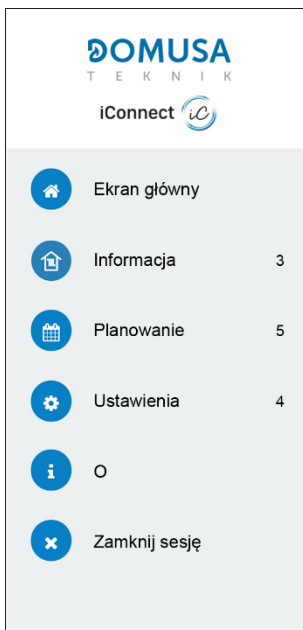 DOMUSA
TEKNIK
iConnect iC
Ekran główny
Informacja 3
Planowanie 5
Ustawienia 4
O
Zamknij sesję